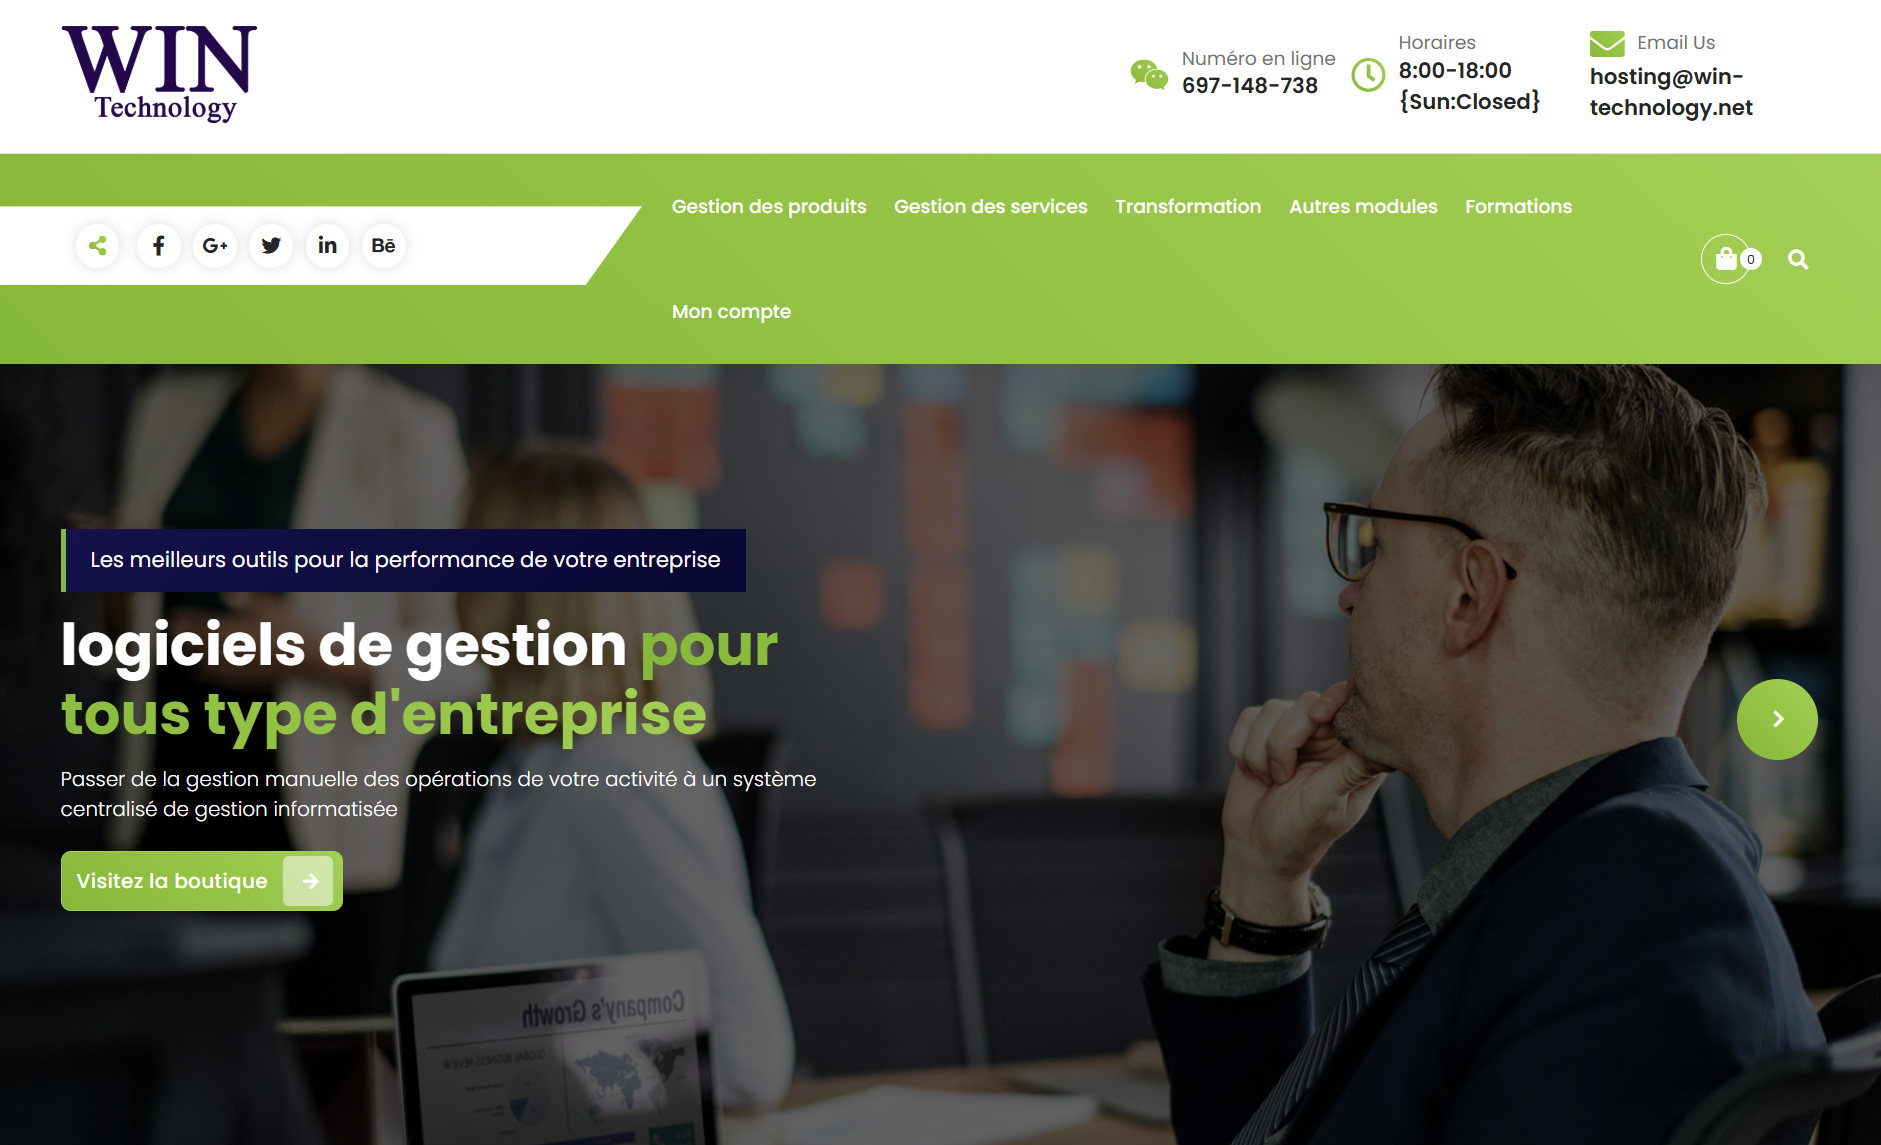 WIN
Technology
Numéro en ligne
697-148-738
Horaires
8:00-18:00
{Sun:Closed}
Email Us
hosting@win-
technology.net
Gestion des produits
Gestion des services
Transformation
Autres modules
Formations
Mon compte
G+
Bē
0
Les meilleurs outils pour la performance de votre entreprise
logiciels de gestion pour
tous type d'entreprise
Passer de la gestion manuelle des opérations de votre activité à un système
centralisé de gestion informatisée
Visitez la boutique
Company's Growth
GLOBAL BUSINESS REVIEW